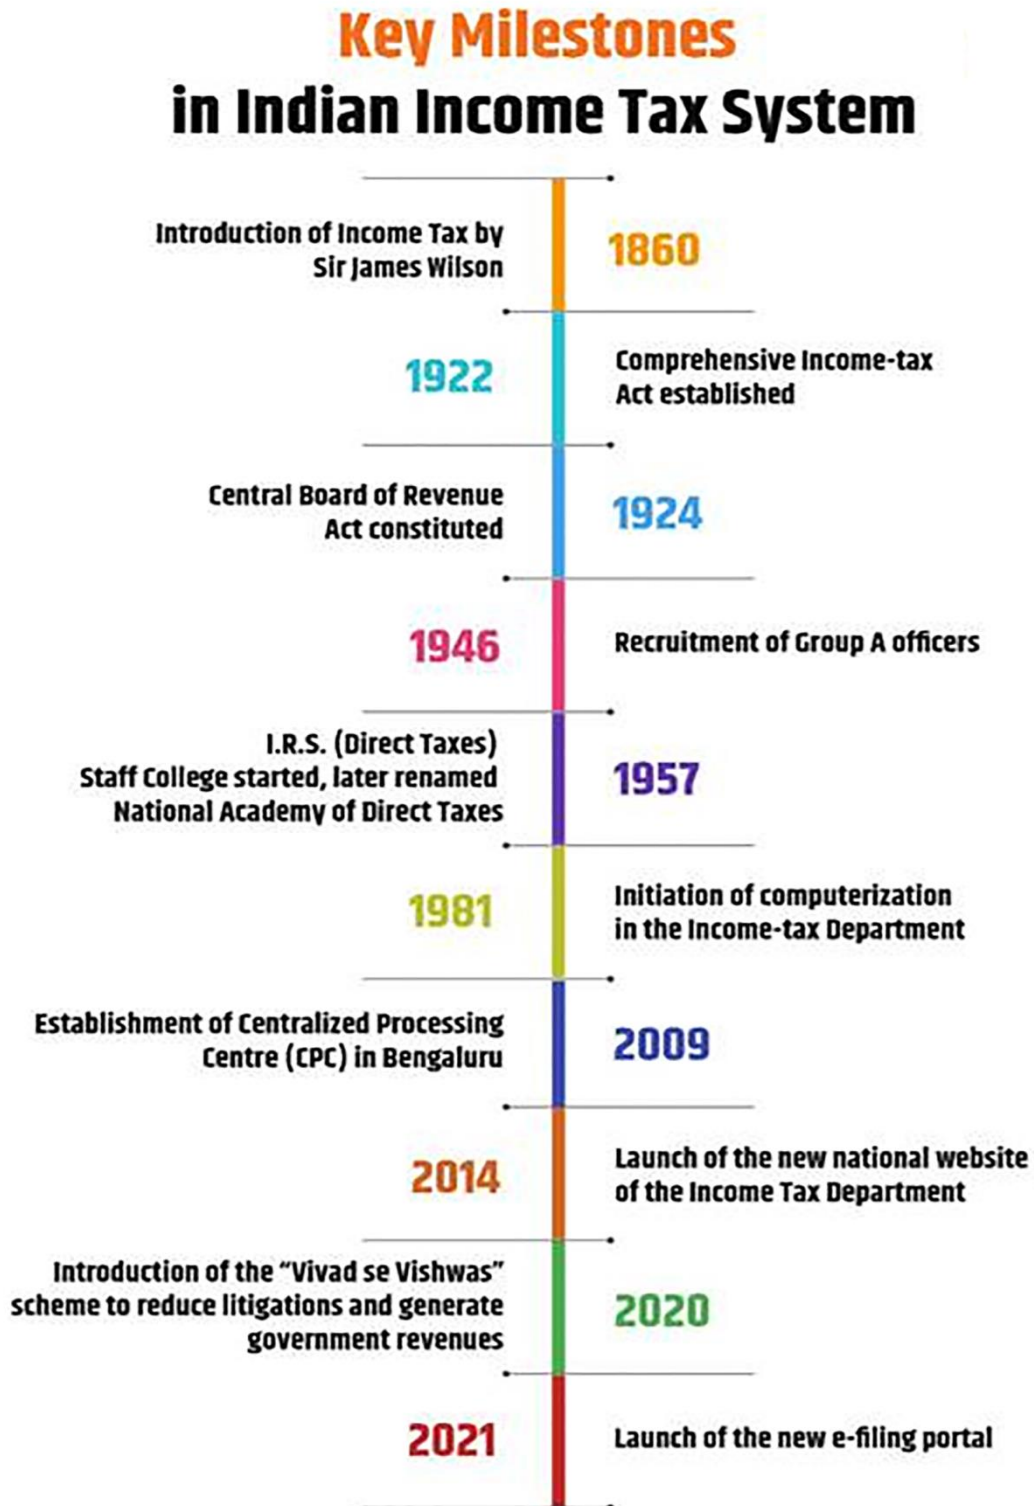 Key Milestones
in Indian Income Tax System
Introduction of Income Tax by
Sir James Wilson
1860
1922
Comprehensive Income-tax
Act established
Central Board of Revenue
Act constituted
1924
1946
Recruitment of Group A officers
I.R.S. (Direct Taxes)
Staff College started, later renamed
National Academy of Direct Taxes
1957
1981
Initiation of computerization
in the Income-tax Department
Establishment of Centralized Processing
Centre (CPC) in Bengaluru
2009
2014
Launch of the new national website
of the Income Tax Department
Introduction of the “Vivad se Vishwas”
scheme to reduce litigations and generate
government revenues
2020
2021
Launch of the new e-filing portal